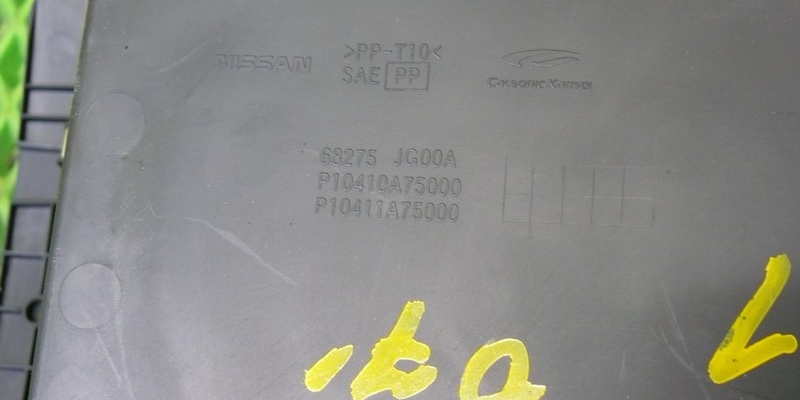 NISSAN
>PP-T10<
SAE PP
CalsonicKansei
68275 JG00A
P10410A75000
P10411A75000